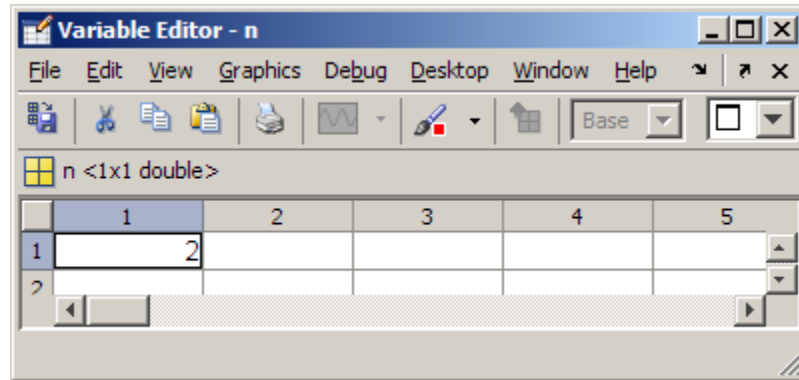 Variable Editor - n
File Edit View Graphics Debug Desktop Window Help
Base
n <1x1 double>
1 2 3 4 5
1 2
2